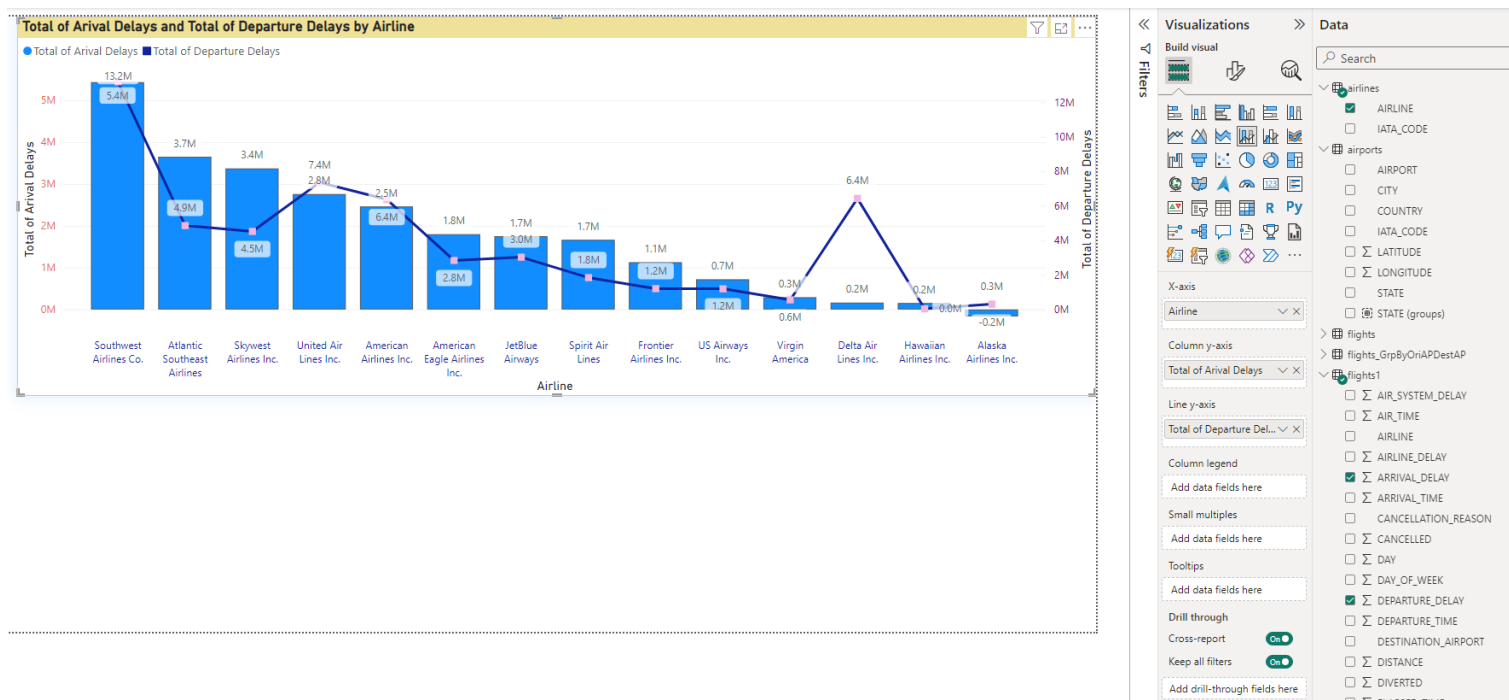 Total of Arival Delays and Total of Departure Delays by Airline
Total of Arival Delays Total of Departure Delays
Total of Arival Delays
5M
4M
3M
2M
1M
0M
13.2M
5.4M
3.7M
4.9M
3.4M
4.5M
7.4M
2.8M
2.5M
6.4M
1.8M
2.8M
1.7M
3.0M
1.7M
1.8M
1.1M
1.2M
0.7M
1.2M
0.3M
0.6M
6.4M
0.2M
0.2M
0.0M
0.3M
-0.2M
12M
10M
8M
6M
4M
2M
0M
Total of Departure Delays
Southwest
Airlines Co.
Atlantic
Southeast
Airlines
Skywest
Airlines Inc.
United Air
Lines Inc.
American
Airlines Inc.
American
Eagle Airlines
Inc.
JetBlue
Airways
Spirit Air
Lines
Frontier
Airlines Inc.
US Airways
Inc.
Virgin
America
Delta Air
Lines Inc.
Hawaiian
Airlines Inc.
Alaska
Airlines Inc.
Airline
Filters
Visualizations
Build visual
123
R
Py
X-axis
Airline
Column y-axis
Total of Arival Delays
Line y-axis
Total of Departure Del...
Column legend
Add data fields here
Small multiples
Add data fields here
Tooltips
Add data fields here
Drill through
Cross-report
On
Keep all filters
On
Add drill-through fields here
Data
Search
airlines
AIRLINE
IATA_CODE
airports
AIRPORT
CITY
COUNTRY
IATA_CODE
LATITUDE
LONGITUDE
STATE
STATE (groups)
flights
flights_GrpByOriAPDestAP
flights1
AIR_SYSTEM_DELAY
AIR_TIME
AIRLINE
AIRLINE_DELAY
ARRIVAL_DELAY
ARRIVAL_TIME
CANCELLATION_REASON
CANCELLED
DAY
DAY_OF_WEEK
DEPARTURE_DELAY
DEPARTURE_TIME
DESTINATION_AIRPORT
DISTANCE
DIVERTED